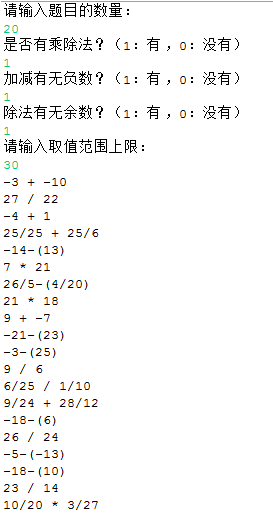 请输入题目的数量：
20
是否有乘除法？（1：有，0：没有）
1
加减有无负数？（1：有，0：没有）
1
除法有无余数？（1：有，0：没有）
1
请输入取值范围上限：
30
-3 + -10
27 / 22
-4 + 1
25/25 + 25/6
-14-(13)
7 * 21
26/5-(4/20)
21 * 18
9 + -7
-21-(23)
-3-(25)
9 / 6
6/25 / 1/10
9/24 + 28/12
-18-(6)
26 / 24
-5-(-13)
-18-(10)
23 / 14
10/20 * 3/27